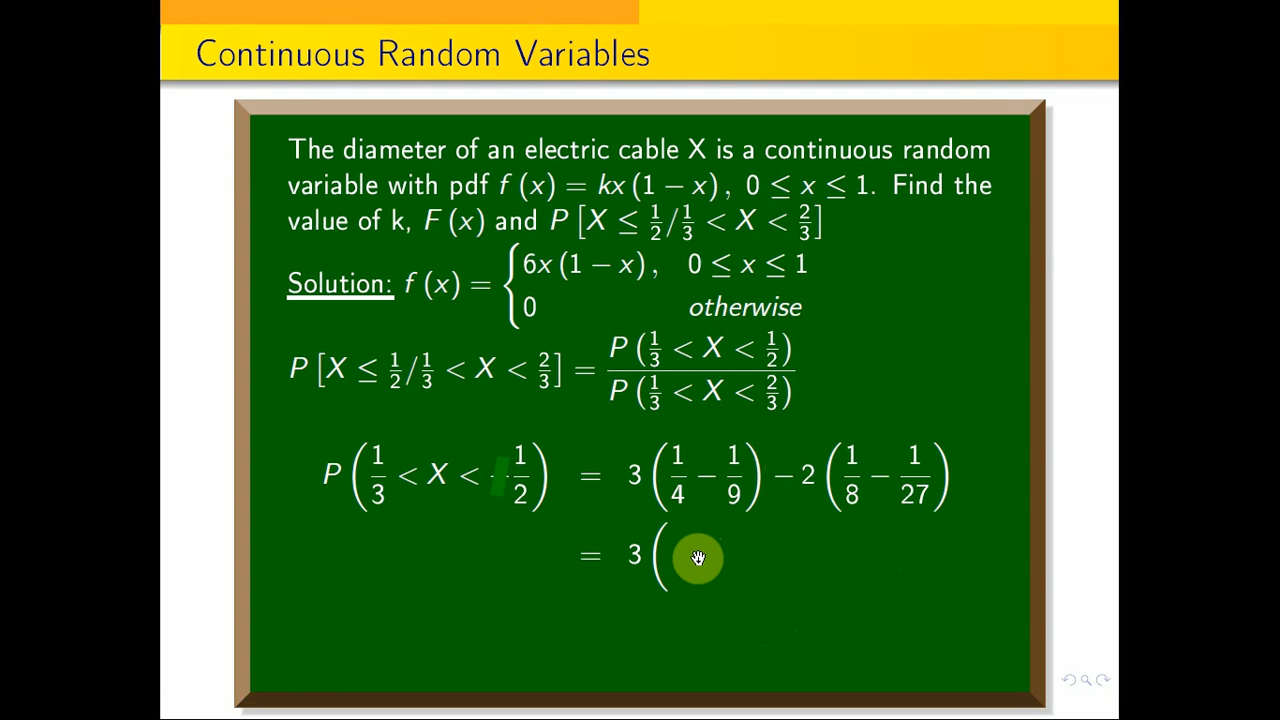 Continuous Random Variables
The diameter of an electric cable X is a continuous random
variable with pdf f (x) = kx (1 − x) , 0 ≤ x ≤ 1. Find the
value of k, F (x) and P [X ≤ 1/2 / 1/3 < X < 2/3]
Solution: f (x) = { 6x (1 − x) , 0 ≤ x ≤ 1
0 otherwise
P [X ≤ 1/2 / 1/3 < X < 2/3] = P (1/3 < X < 1/2) / P (1/3 < X < 2/3)
P (1/3 < X < 1/2) = 3 (1/4 − 1/9) − 2 (1/8 − 1/27)
= 3 (